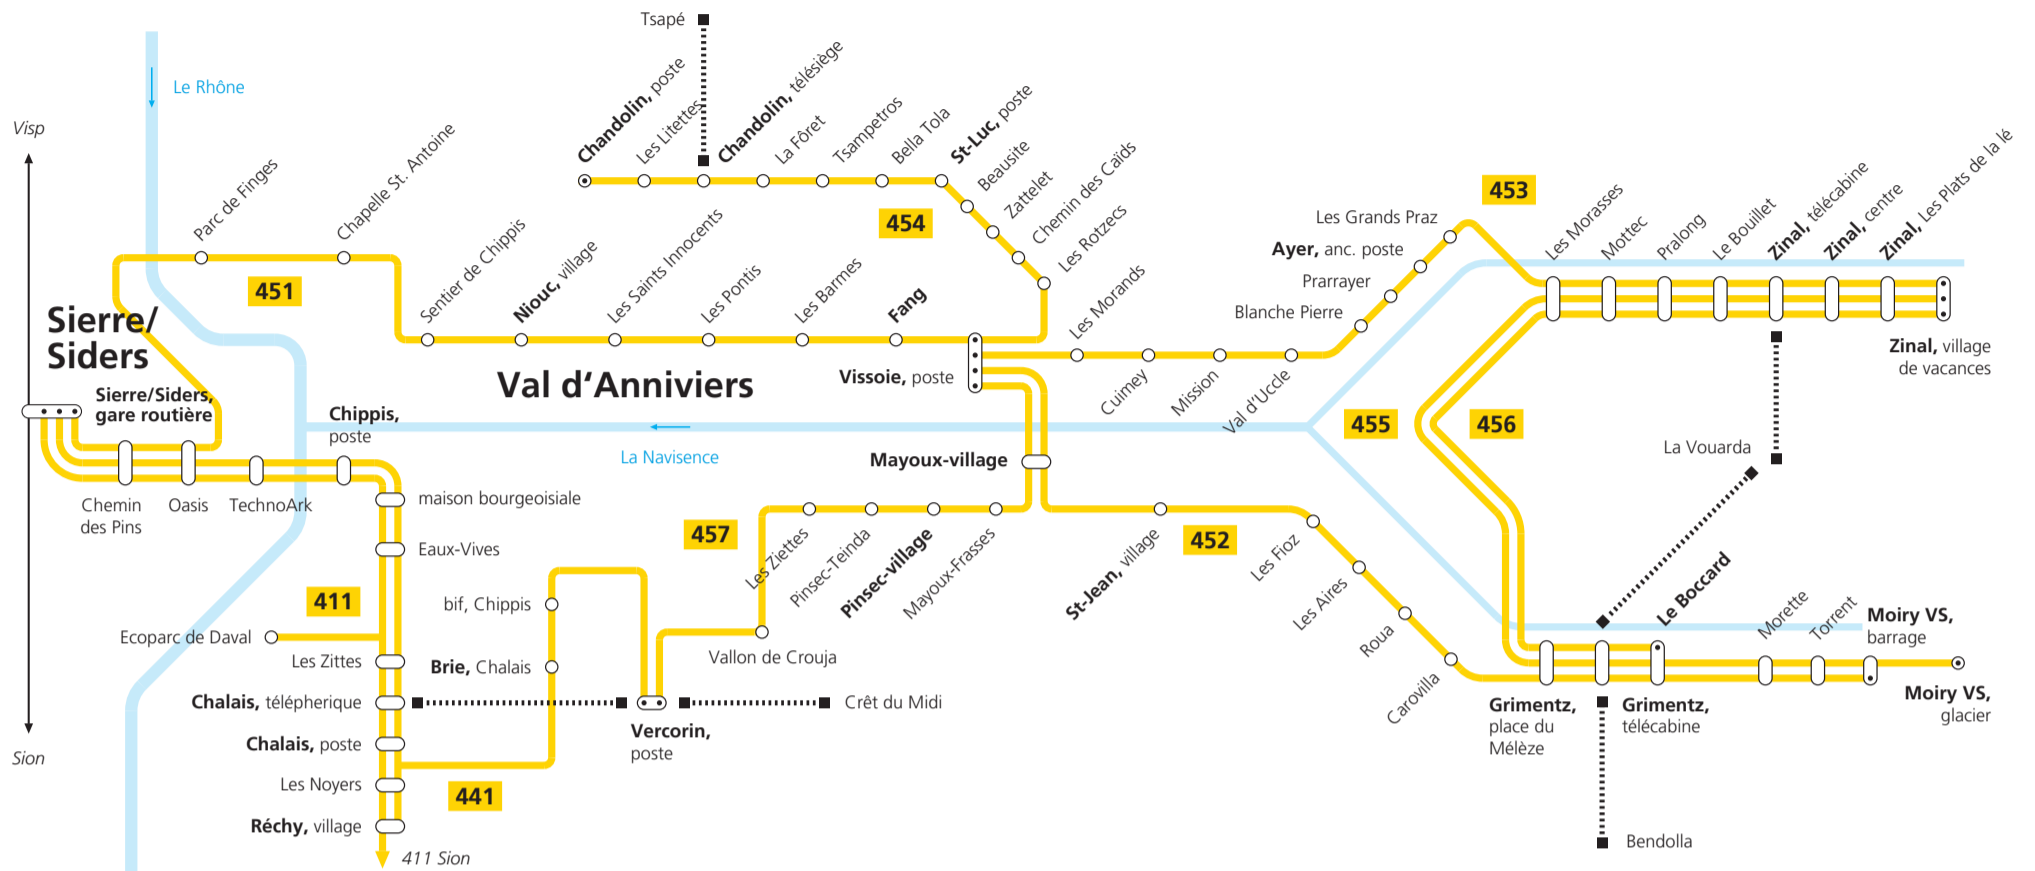 Tsapé
Le Rhône
Visp
Chandolin, poste
Les Litettes
Chandolin, télésiège
La Fôret
Tsampetros
Bella Tola
St-Luc, poste
Beausite
Zattelet
Chemin des Caïds
Les Rotzecs
454
Parc de Finges
Chapelle St. Antoine
451
Sentier de Chippis
Niouc, village
Les Saints Innocents
Les Pontis
Les Barmes
Fang
Les Morands
Cuimey
Mission
Val d'Uccle
Blanche Pierre
Prarrayer
Ayer, anc. poste
Les Grands Praz
453
Les Morasses
Mottec
Pralong
Le Bouillet
Zinal, télécabine
Zinal, centre
Zinal, Les Plats de la lé
Zinal, village
de vacances
Sierre/
Siders
Val d'Anniviers
Vissoie, poste
Sierre/Siders,
gare routière
Chippis,
poste
455
456
La Navisence
La Vouarda
Mayoux-village
Chemin
des Pins
Oasis
TechnoArk
maison bourgeoisiale
Eaux-Vives
457
Les Ziettes
Pinsec-Teinda
Pinsec-village
Mayoux-Frasses
St-Jean, village
452
Les Fioz
Les Aires
Roua
Carovilla
Le Boccard
Morette
Torrent
Moiry VS,
barrage
Moiry VS,
glacier
411
bif, Chippis
Ecoparc de Daval
Les Zittes
Brie, Chalais
Vallon de Crouja
Chalais, télépherique
Crêt du Midi
Vercorin,
poste
Grimentz,
place du
Mélèze
Grimentz,
télécabine
Chalais, poste
Sion
Les Noyers
441
Réchy, village
411 Sion
Bendolla